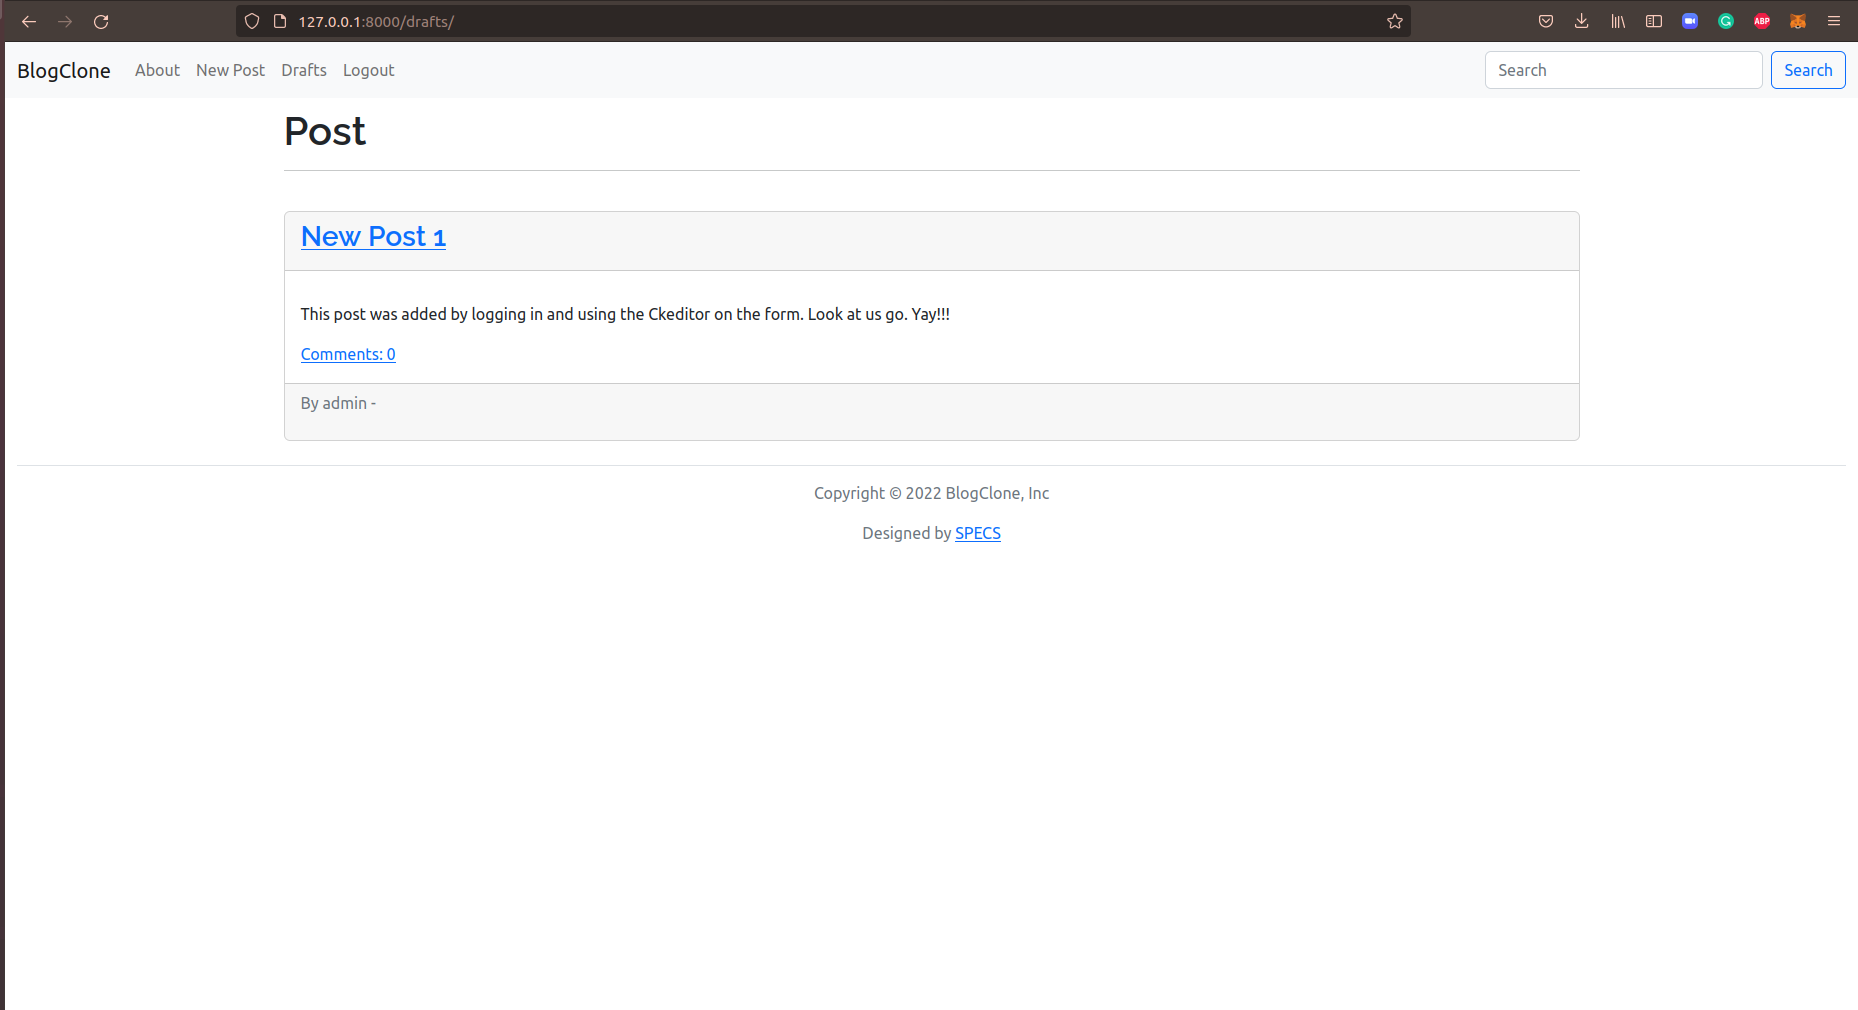 127.0.0.1:8000/drafts/
ABP
BlogClone About New Post Drafts Logout Search Search
Post
New Post 1
This post was added by logging in and using the Ckeditor on the form. Look at us go. Yay!!!
Comments: 0
By admin -
Copyright © 2022 BlogClone, Inc
Designed by SPECS